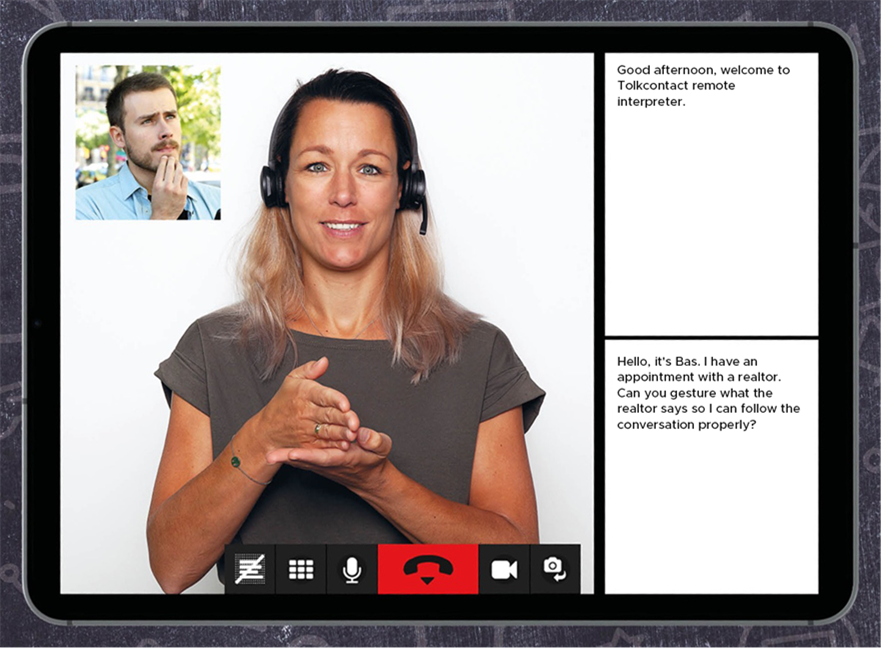 Good afternoon, welcome to
Tolkcontact remote
interpreter.
Hello, it's Bas. I have an
appointment with a realtor.
Can you gesture what the
realtor says so I can follow the
conversation properly?